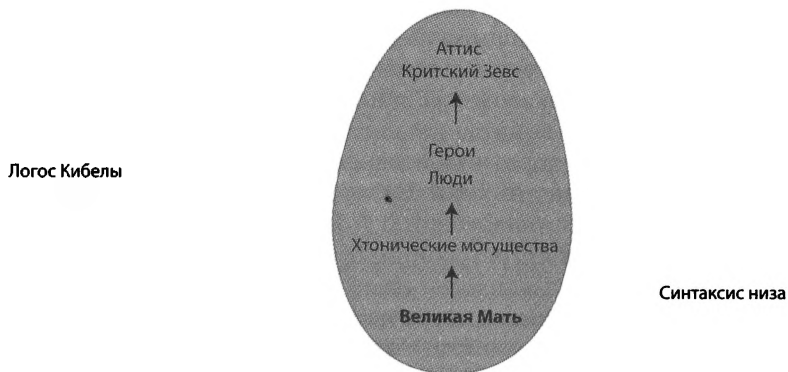 Аттис
Критский Зевс
Герои
Люди
Логос Кибелы
Хтонические могущества
Синтаксис низа
Великая Мать